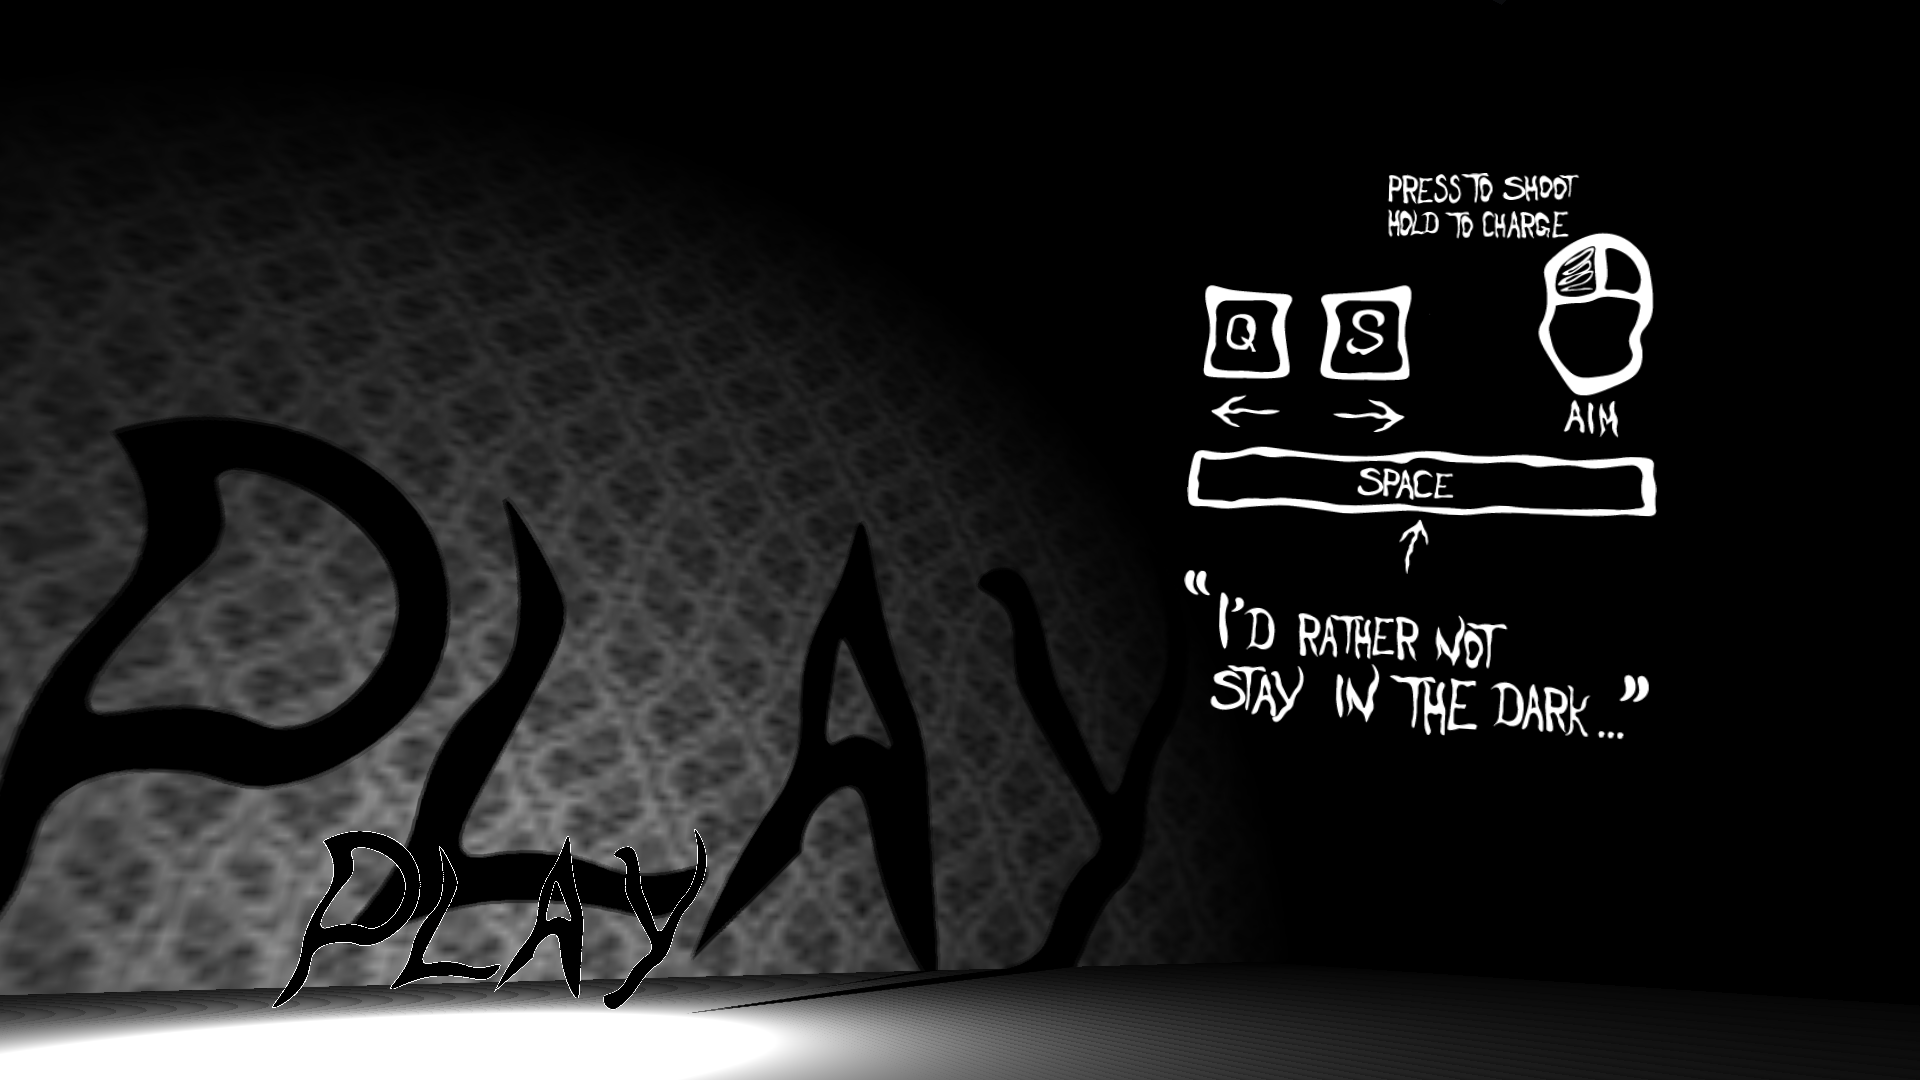 PRESS TO SHOOT
HOLD TO CHARGE
Q S
AIM
SPACE
“I'D RATHER NOT
STAY IN THE DARK...”
PLAY
PLAY